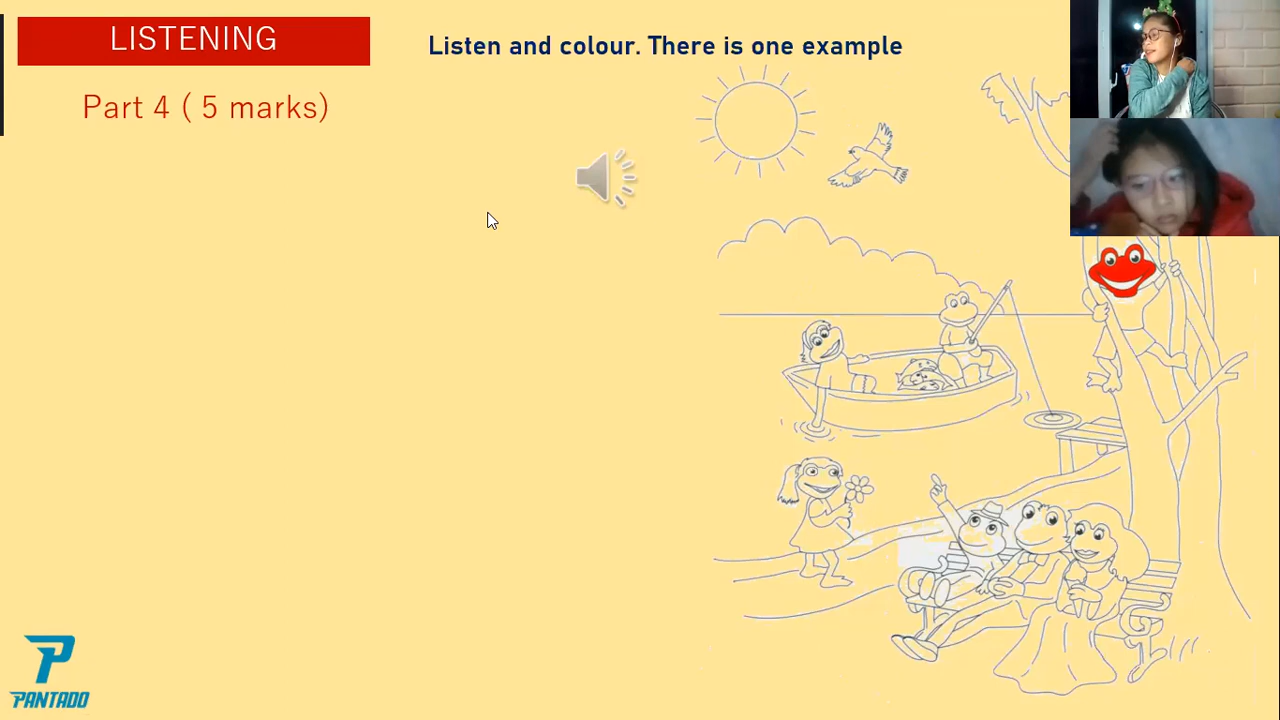 LISTENING
Listen and colour. There is one example
Part 4 ( 5 marks)
PANTADO